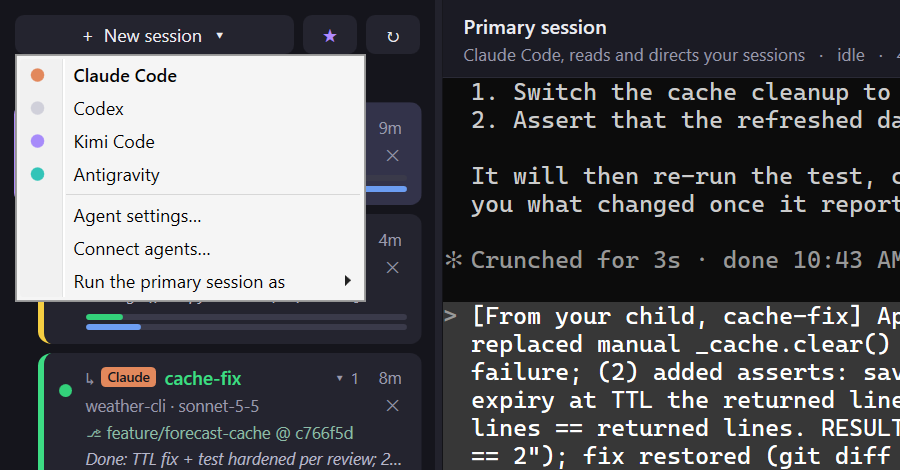 + New session ▾
★
↻
Claude Code
Codex
Kimi Code
Antigravity
Agent settings...
Connect agents...
Run the primary session as
9m
×
4m
×
↳ Claude cache-fix ▾ 1 8m
weather-cli · sonnet-5-5 ×
feature/forecast-cache @ c766f5d
Done: TTL fix + test hardened per review; 2...
Primary session
Claude Code, reads and directs your sessions · idle ·
1. Switch the cache cleanup to
2. Assert that the refreshed da
It will then re-run the test, c
you what changed once it report
✻ Crunched for 3s · done 10:43 AM
> [From your child, cache-fix] Ap
replaced manual _cache.clear()
failure; (2) added asserts: sav
expiry at TTL the returned line
lines == returned lines. RESULT
== 2"); fix restored (git diff